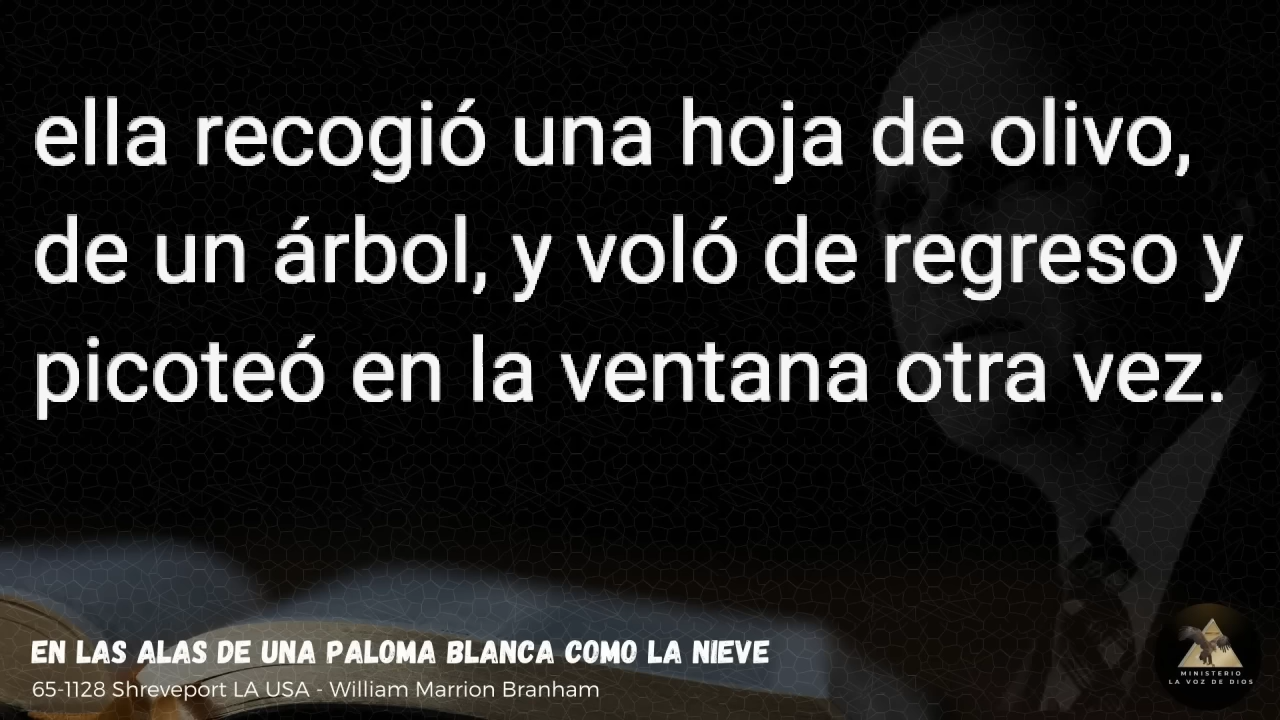 ella recogió una hoja de olivo,
de un árbol, y voló de regreso y
picoteó en la ventana otra vez.
EN LAS ALAS DE UNA PALOMA BLANCA COMO LA NIEVE
65-1128 Shreveport LA USA - William Marrion Branham
MINISTERIO
LA VOZ DE DIOS